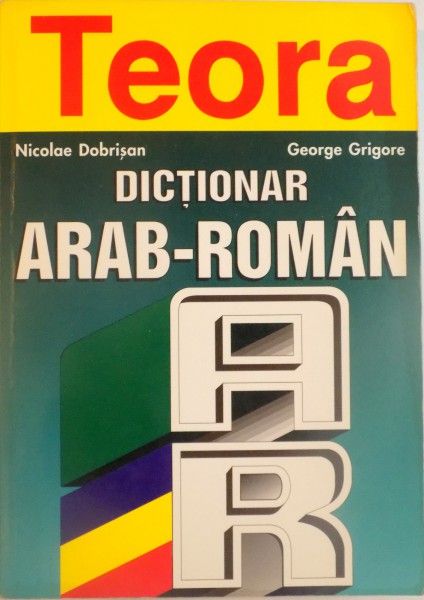 Teora
Nicolae Dobrișan George Grigore
DICȚIONAR
ARAB-ROMÂN
A
R